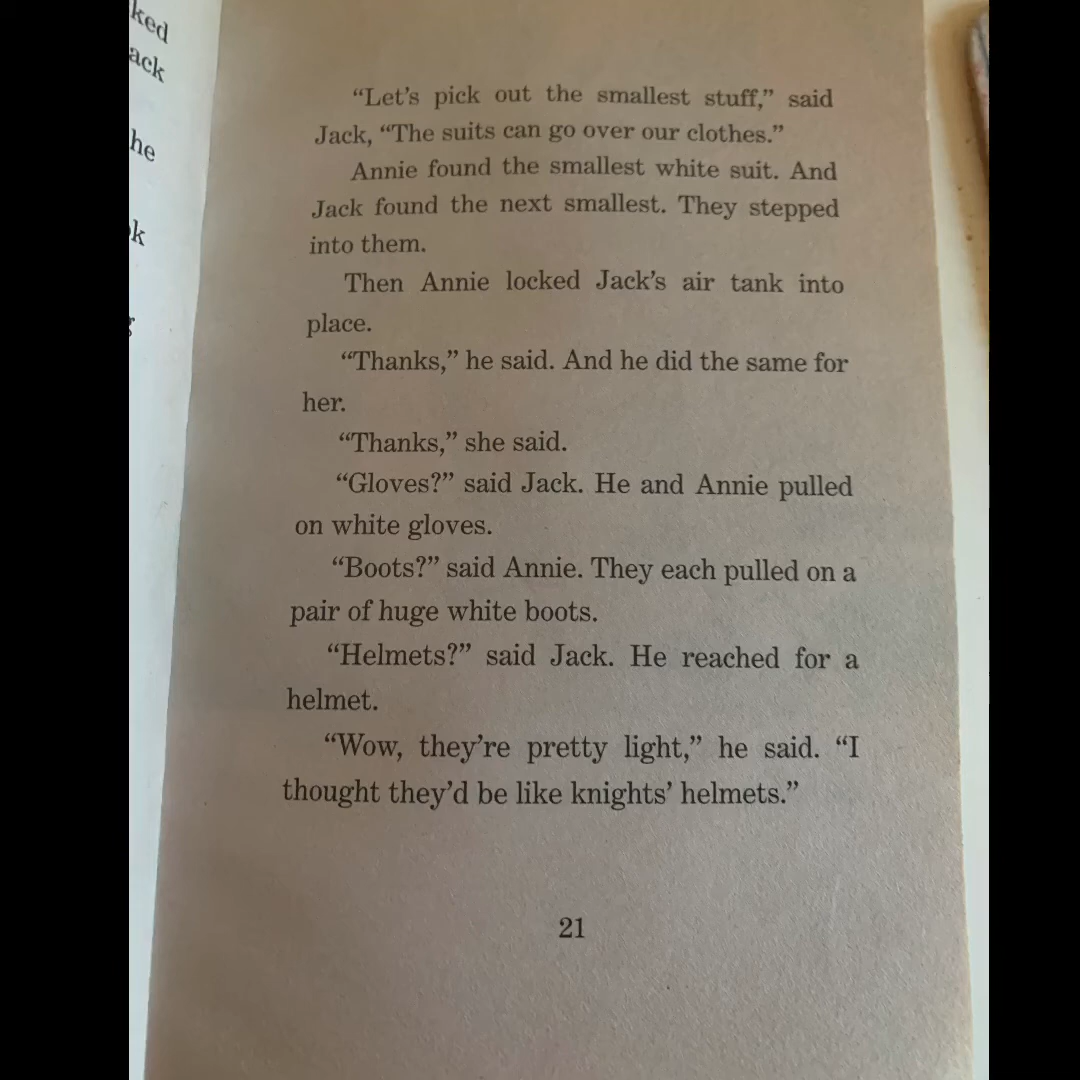 ked
ack
he
k
“Let’s pick out the smallest stuff,” said
Jack, “The suits can go over our clothes.”
Annie found the smallest white suit. And
Jack found the next smallest. They stepped
into them.
Then Annie locked Jack’s air tank into
place.
“Thanks,” he said. And he did the same for
her.
“Thanks,” she said.
“Gloves?” said Jack. He and Annie pulled
on white gloves.
“Boots?” said Annie. They each pulled on a
pair of huge white boots.
“Helmets?” said Jack. He reached for a
helmet.
“Wow, they’re pretty light,” he said. “I
thought they’d be like knights’ helmets.”
21